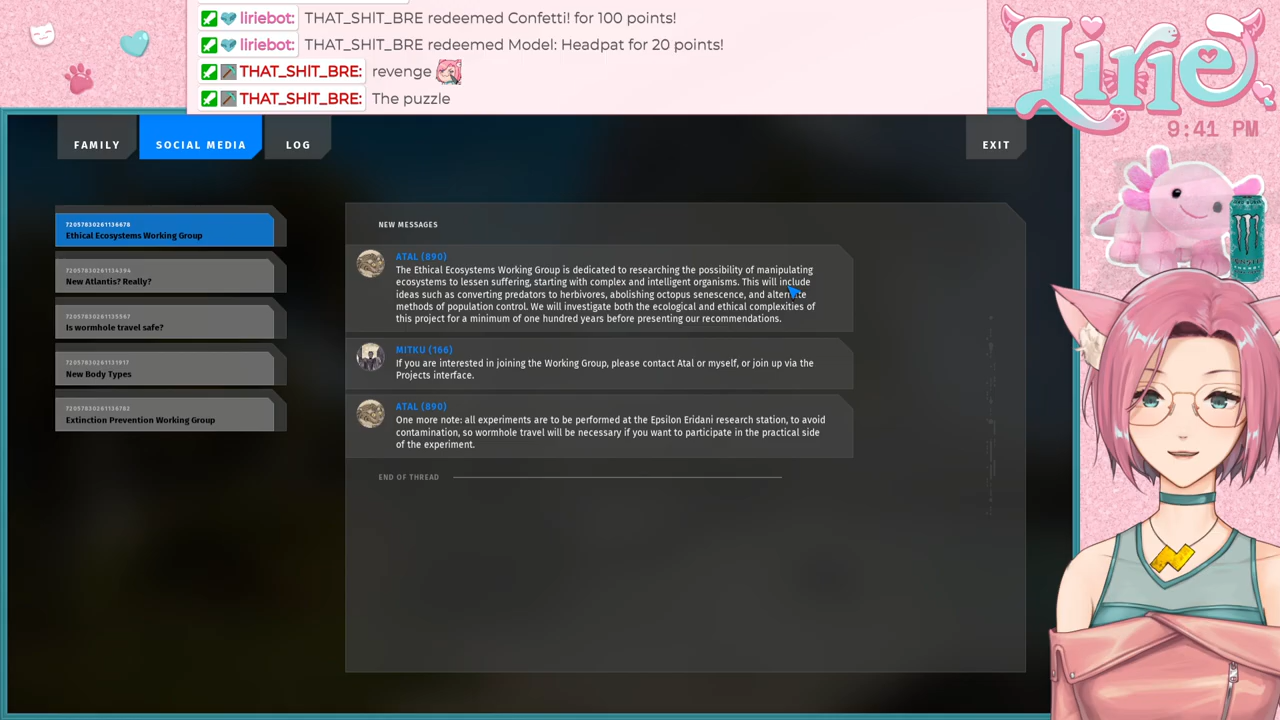 liriebot: THAT_SHIT_BRE redeemed Confetti! for 100 points!
liriebot: THAT_SHIT_BRE redeemed Model: Headpat for 20 points!
THAT_SHIT_BRE: revenge
THAT_SHIT_BRE: The puzzle
Lirie
9:41 PM
FAMILY
SOCIAL MEDIA
LOG
EXIT
72057830261136678
Ethical Ecosystems Working Group
72057830261134394
New Atlantis? Really?
72057830261135547
Is wormhole travel safe?
72057830261131917
New Body Types
72057830261136782
Extinction Prevention Working Group
NEW MESSAGES
ATAL (890)
The Ethical Ecosystems Working Group is dedicated to researching the possibility of manipulating
ecosystems to lessen suffering, starting with complex and intelligent organisms. This will include
ideas such as converting predators to herbivores, abolishing octopus senescence, and alternate
methods of population control. We will investigate both the ecological and ethical complexities of
this project for a minimum of one hundred years before presenting our recommendations.
MITKU (166)
If you are interested in joining the Working Group, please contact Atal or myself, or join up via the
Projects interface.
ATAL (890)
One more note: all experiments are to be performed at the Epsilon Eridani research station, to avoid
contamination, so wormhole travel will be necessary if you want to participate in the practical side
of the experiment.
END OF THREAD